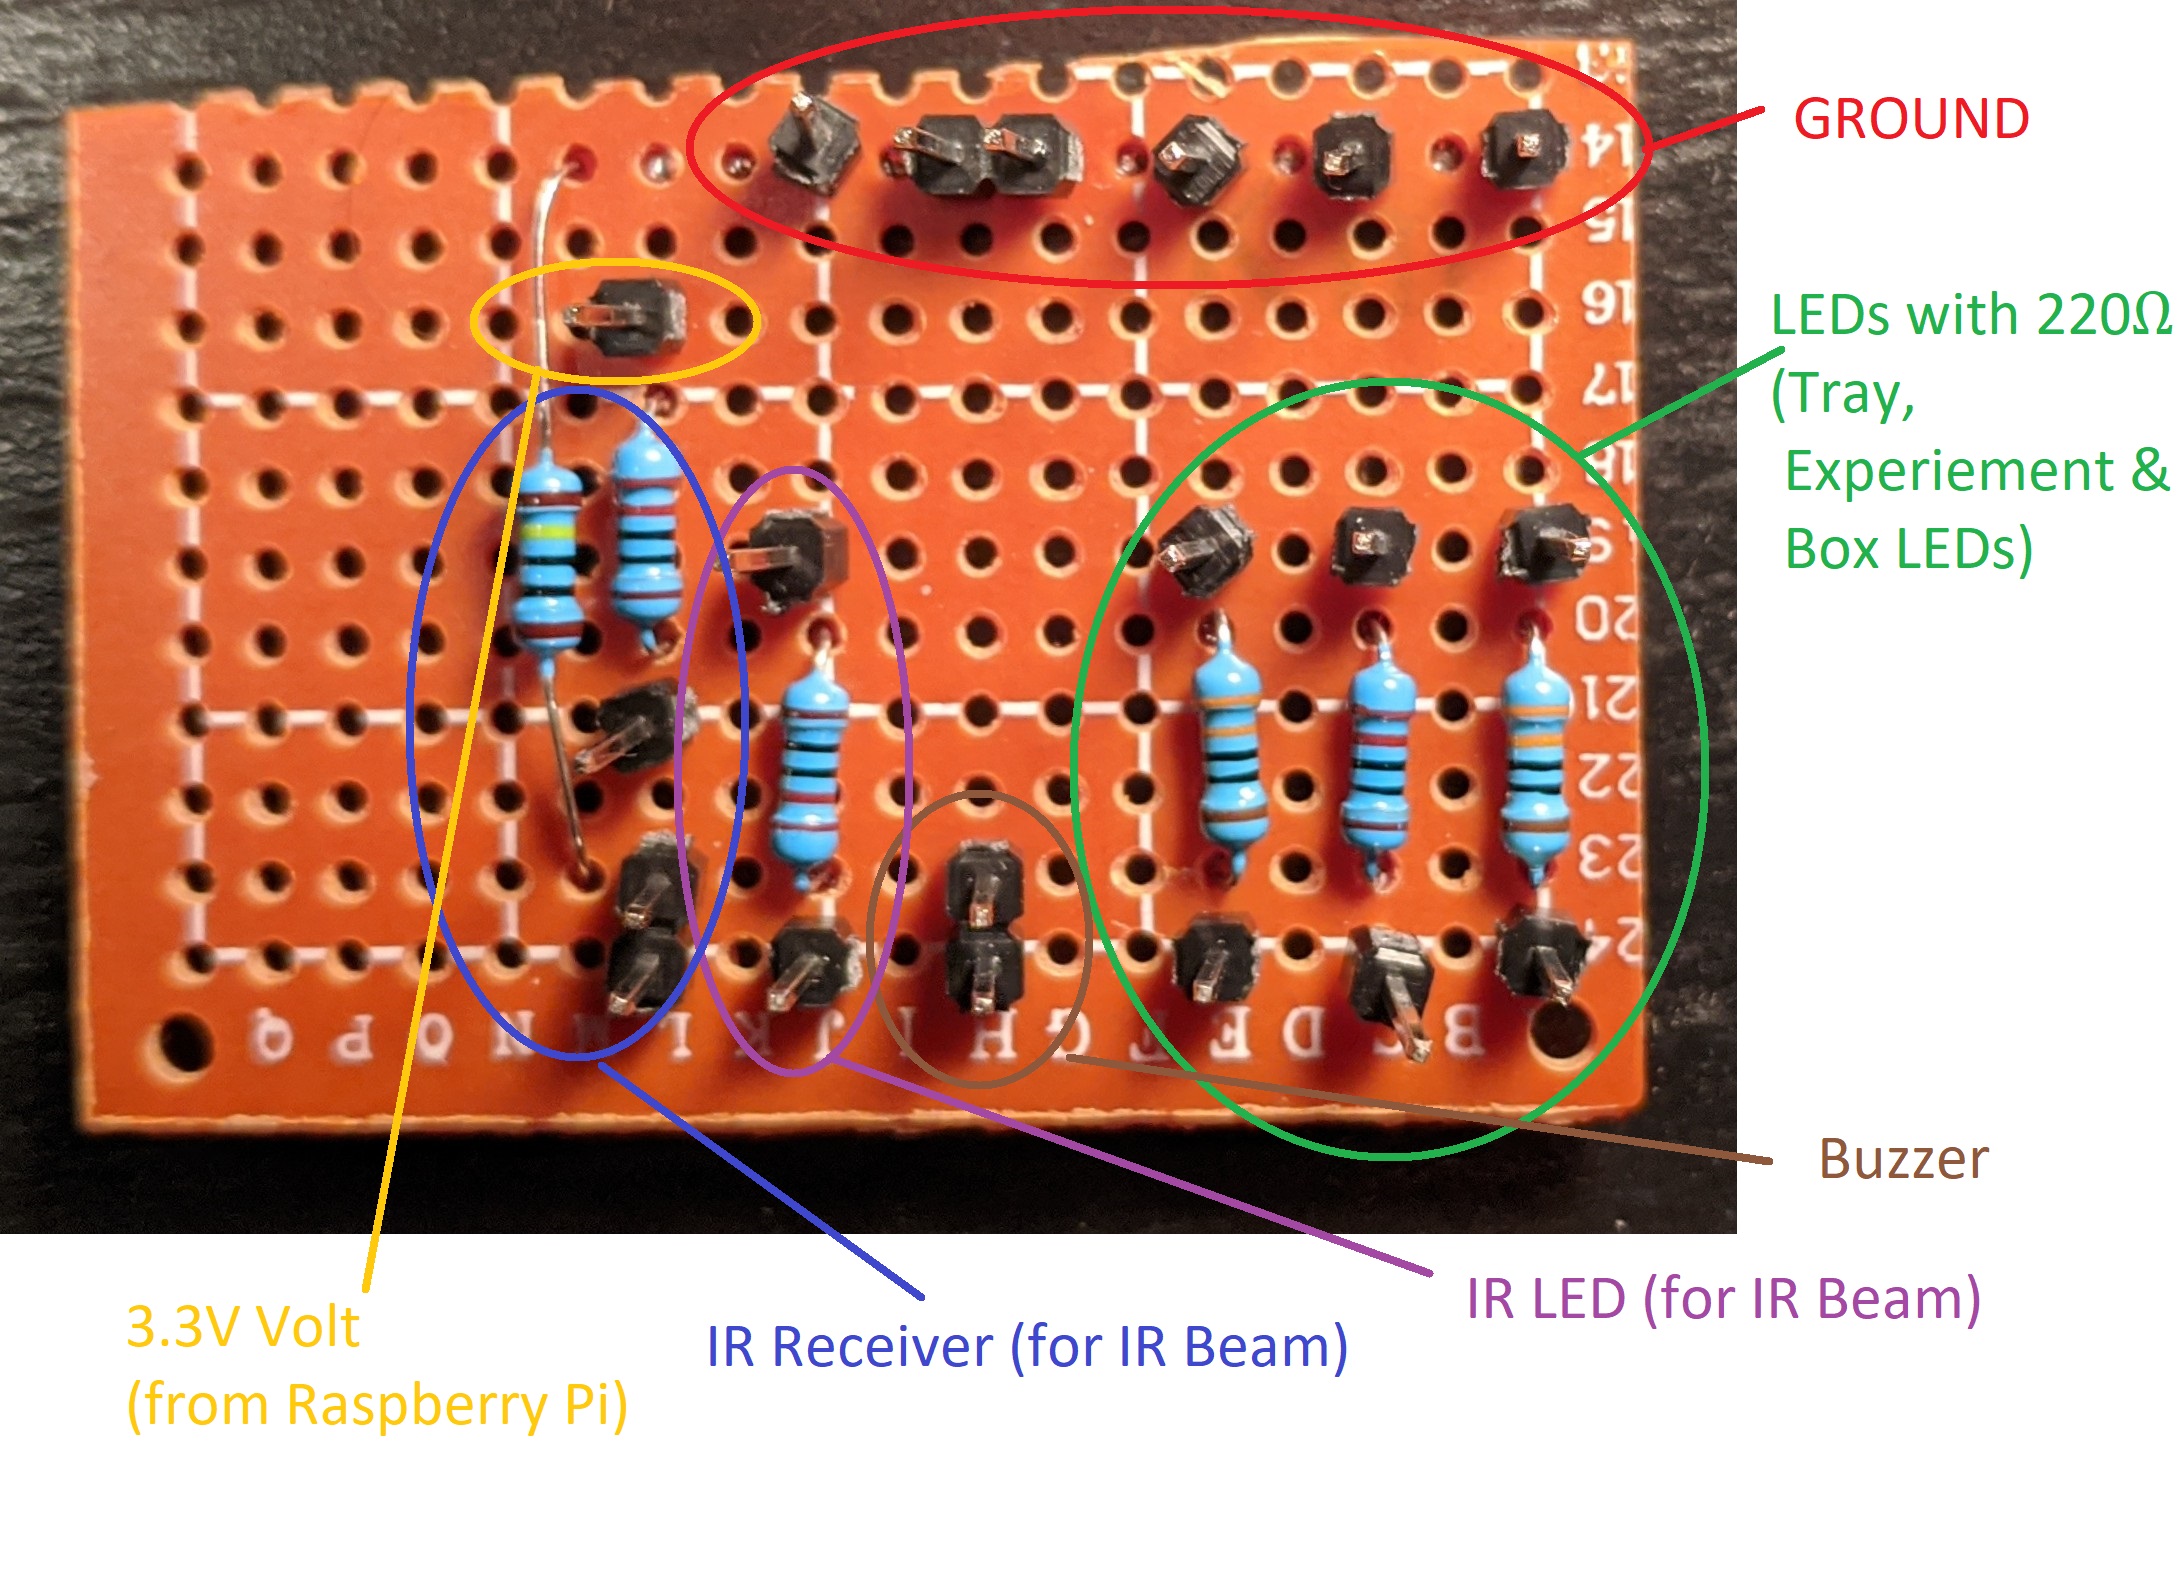 GROUND
14
15
16
17
18
19
20
21
22
23
24
LEDs with 220Ω
(Tray,
Experiement &
Box LEDs)
Q P O N M L K J I H G F E D C B
Buzzer
IR LED (for IR Beam)
IR Receiver (for IR Beam)
3.3V Volt
(from Raspberry Pi)